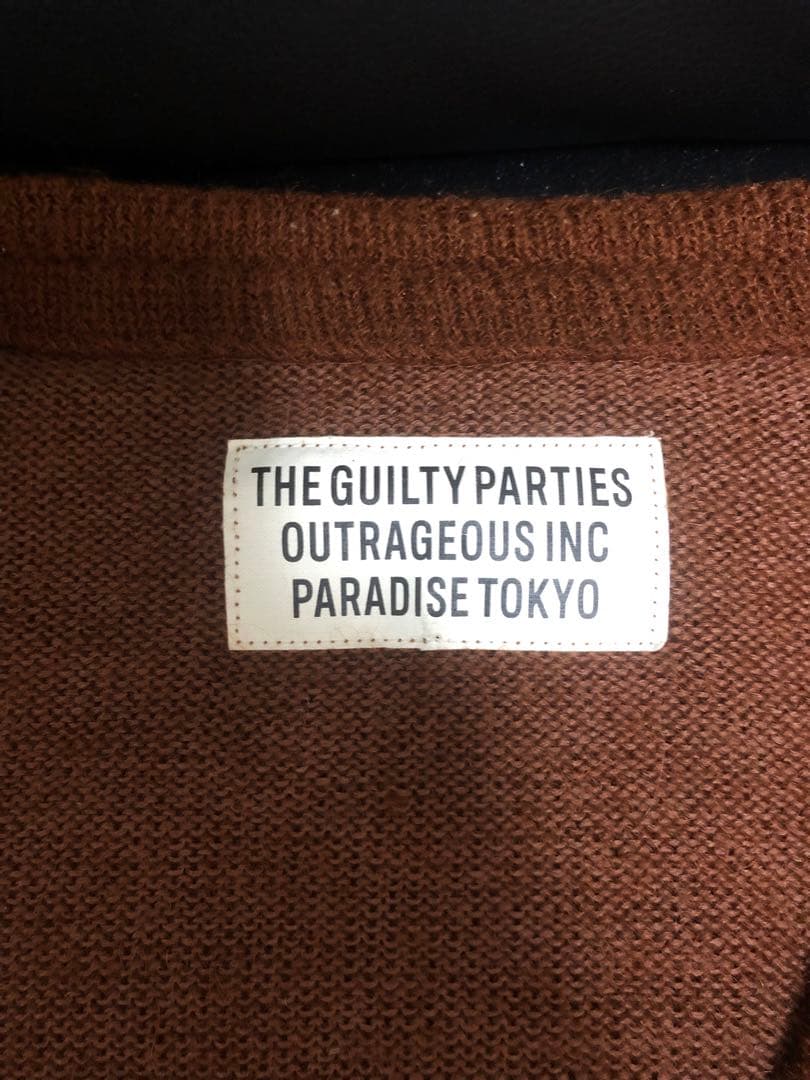 THE GUILTY PARTIES
OUTRAGEOUS INC
PARADISE TOKYO